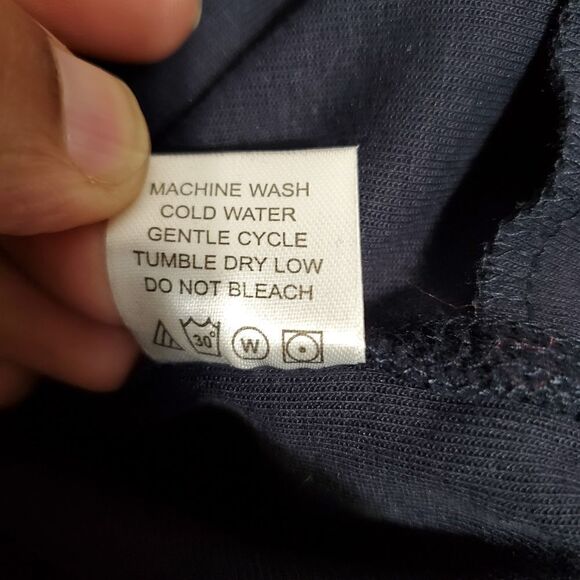 MACHINE WASH
COLD WATER
GENTLE CYCLE
TUMBLE DRY LOW
DO NOT BLEACH
30° W